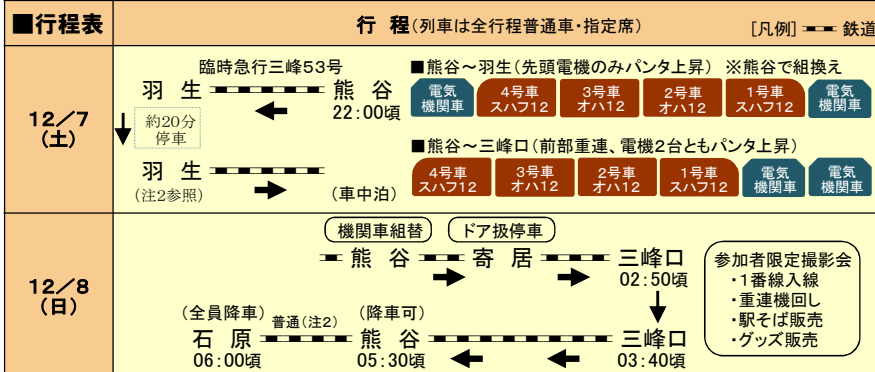 ■行程表
行 程(列車は全行程普通車・指定席)
[凡例] 鉄道
12/7
(土)
臨時急行三峰53号
羽 生 熊 谷
22:00頃
約20分
停車
羽 生
(注2参照)
(車中泊)
■熊谷～羽生(先頭電機のみパンタ上昇) ※熊谷で組換え
電気
機関車
4号車
スハフ12
3号車
オハ12
2号車
オハ12
1号車
スハフ12
電気
機関車
■熊谷～三峰口(前部重連、電機2台ともパンタ上昇)
4号車
スハフ12
3号車
オハ12
2号車
オハ12
1号車
スハフ12
電気
機関車
電気
機関車
12/8
(日)
機関車組替 ドア扱停車
熊 谷 寄 居 三峰口
02:50頃
(全員降車) 普通(注2) (降車可)
石 原 熊 谷 三峰口
06:00頃 05:30頃 03:40頃
参加者限定撮影会
・1番線入線
・重連機回し
・駅そば販売
・グッズ販売